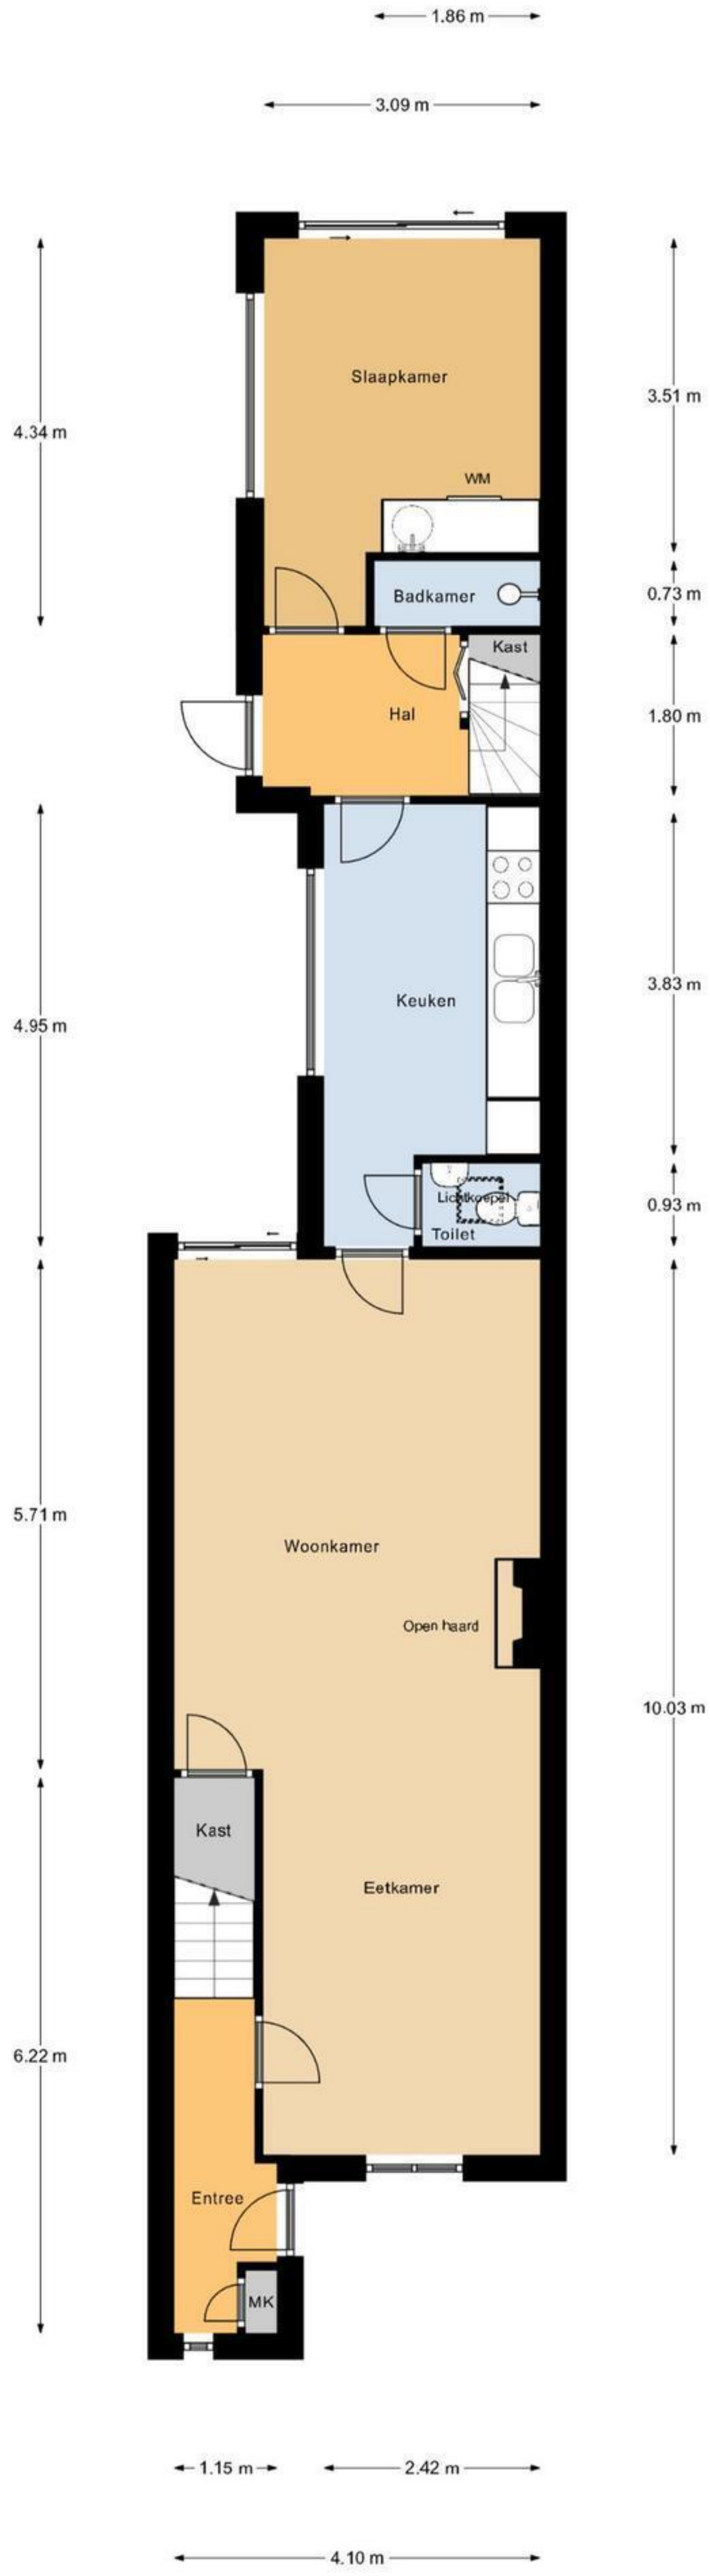 1.86 m
3.09 m
Slaapkamer
3.51 m
4.34 m
WM
Badkamer
0.73 m
Kast
Hal
1.80 m
3.83 m
Keuken
4.95 m
Lichtkoepel
0.93 m
Toilet
5.71 m
Woonkamer
Open haard
10.03 m
Kast
Eetkamer
6.22 m
Entree
MK
1.15 m
2.42 m
4.10 m